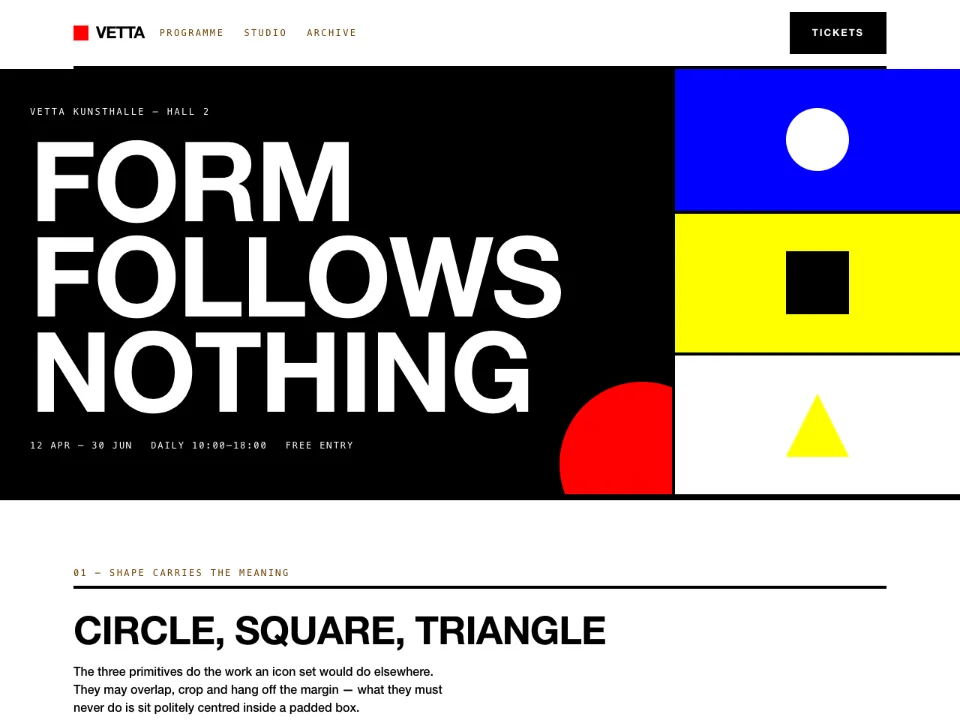 VETTA PROGRAMME STUDIO ARCHIVE TICKETS
VETTA KUNSTHALLE — HALL 2
FORM
FOLLOWS
NOTHING
12 APR — 30 JUN DAILY 10:00–18:00 FREE ENTRY
01 — SHAPE CARRIES THE MEANING
CIRCLE, SQUARE, TRIANGLE
The three primitives do the work an icon set would do elsewhere.
They may overlap, crop and hang off the margin — what they must
never do is sit politely centred inside a padded box.